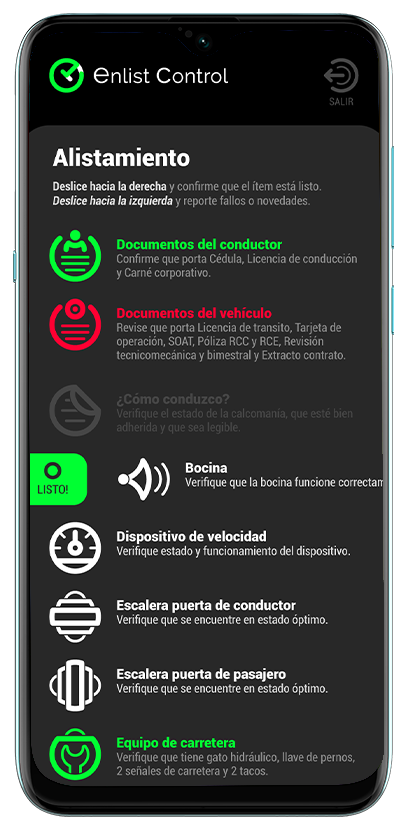 enlist Control
SALIR
Alistamiento
Deslice hacia la derecha y confirme que el ítem está listo.
Deslice hacia la izquierda y reporte fallos o novedades.
Documentos del conductor
Confirme que porta Cédula, Licencia de conducción
y Carné corporativo.
Documentos del vehículo
Revise que porta Licencia de transito, Tarjeta de
operación, SOAT, Póliza RCC y RCE, Revisión
tecnicomecánica y bimestral y Extracto contrato.
¿Cómo conduzco?
Verifique el estado de la calcomanía, que esté bien
adherida y que sea legible.
LISTO!
Bocina
Verifique que la bocina funcione correctam
Dispositivo de velocidad
Verifique estado y funcionamiento del dispositivo.
Escalera puerta de conductor
Verifique que se encuentre en estado óptimo.
Escalera puerta de pasajero
Verifique que se encuentre en estado óptimo.
Equipo de carretera
Verifique que tiene gato hidráulico, llave de pernos,
2 señales de carretera y 2 tacos.